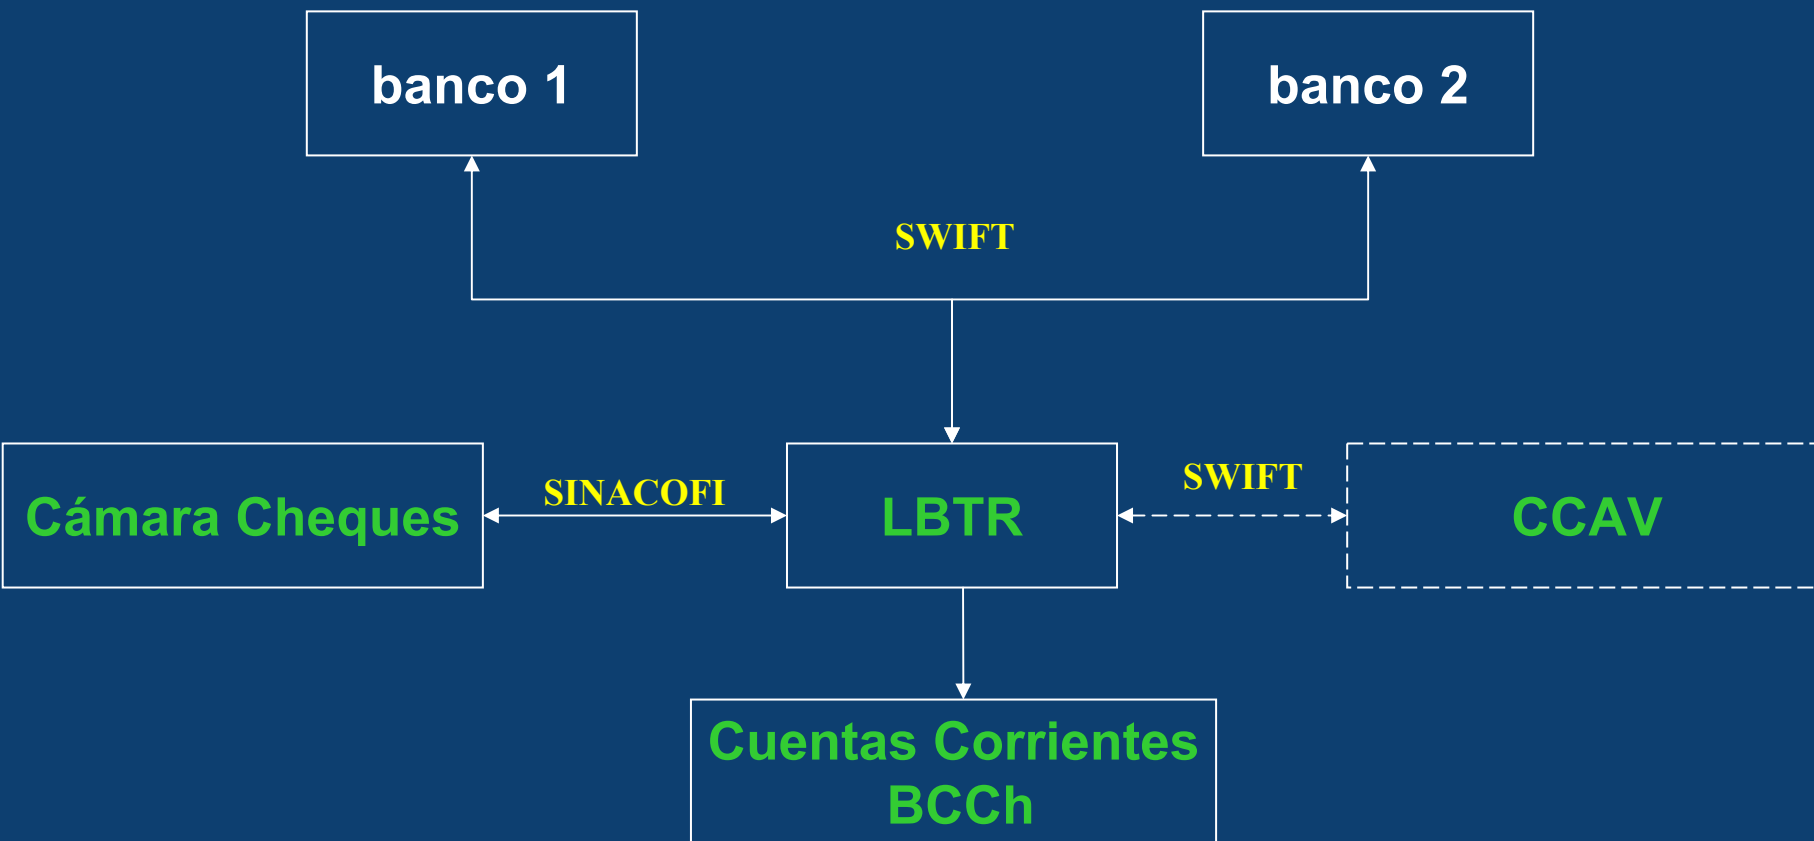 banco 1
banco 2
SWIFT
Cámara Cheques
SINACOFI
LBTR
SWIFT
CCAV
Cuentas Corrientes
BCCh